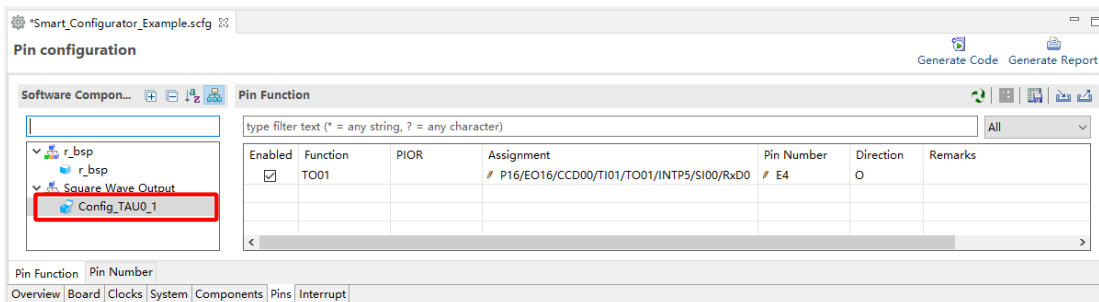 *Smart_Configurator_Example.scfg
Pin configuration
Generate Code Generate Report
Software Compon...
Pin Function
type filter text (* = any string, ? = any character)
All
Enabled Function PIOR Assignment Pin Number Direction Remarks
TO01 P16/EO16/CCD00/TI01/TO01/INTP5/SI00/RxD0 E4 O
r_bsp
r_bsp
Square Wave Output
Config_TAU0_1
Pin Function Pin Number
Overview Board Clocks System Components Pins Interrupt